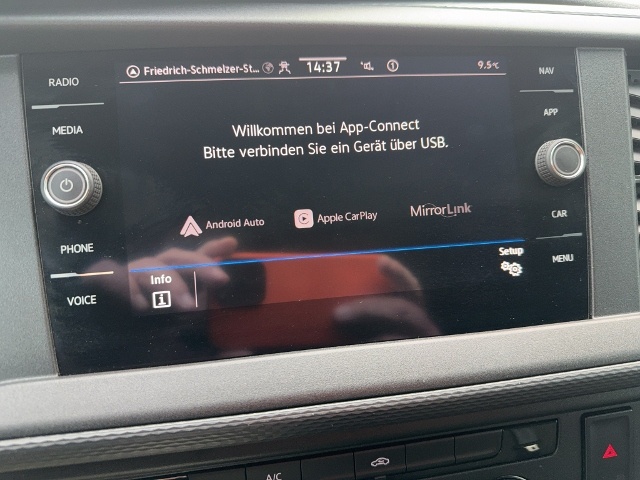 RADIO
MEDIA
PHONE
VOICE
Friedrich-Schmelzer-St... 14:37 9.5°C
Willkommen bei App-Connect
Bitte verbinden Sie ein Gerät über USB.
Android Auto Apple CarPlay MirrorLink
Setup
Info
i
NAV
APP
CAR
MENU
A/C